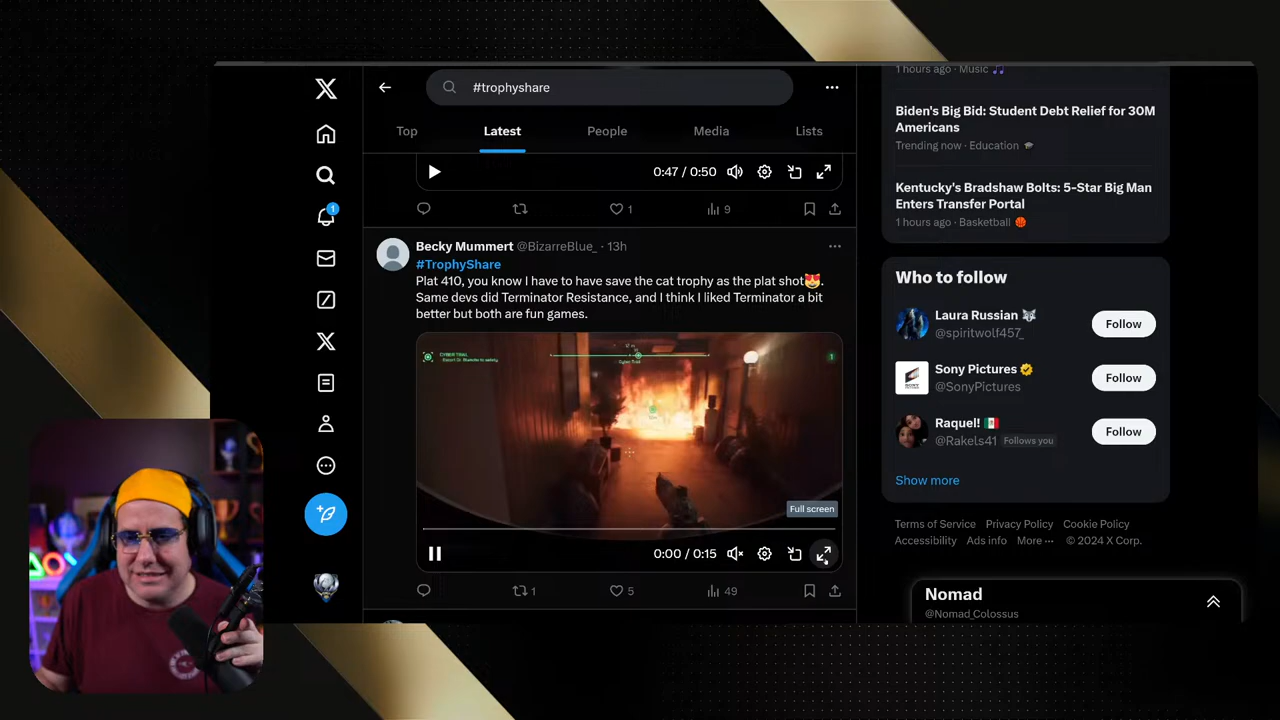 #trophyshare
Top
Latest
People
Media
Lists
0:47 / 0:50
1
9
1
Becky Mummert @BizarreBlue_ · 13h
#TrophyShare
Plat 410, you know I have to have save the cat trophy as the plat shot😻.
Same devs did Terminator Resistance, and I think I liked Terminator a bit
better but both are fun games.
CYBER TRAIL
1
Full screen
0:00 / 0:15
1
5
49
1 hours ago · Music 🎵
Biden's Big Bid: Student Debt Relief for 30M
Americans
Trending now · Education
Kentucky's Bradshaw Bolts: 5-Star Big Man
Enters Transfer Portal
1 hours ago · Basketball 🏀
Who to follow
Laura Russian 🐺
@spiritwolf457_
Follow
Sony Pictures
@SonyPictures
Follow
Raquel! 🇲🇽
@Rakels41 Follows you
Follow
Show more
Terms of Service Privacy Policy Cookie Policy
Accessibility Ads info More ··· © 2024 X Corp.
Nomad
@Nomad_Colossus